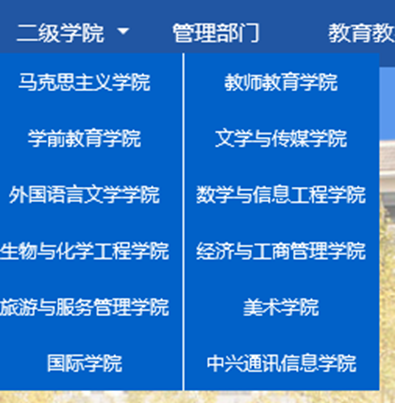 二级学院 管理部门 教育教
马克思主义学院 教师教育学院
学前教育学院 文学与传媒学院
外国语言文学学院 数学与信息工程学院
生物与化学工程学院 经济与工商管理学院
旅游与服务管理学院 美术学院
国际学院 中兴通讯信息学院